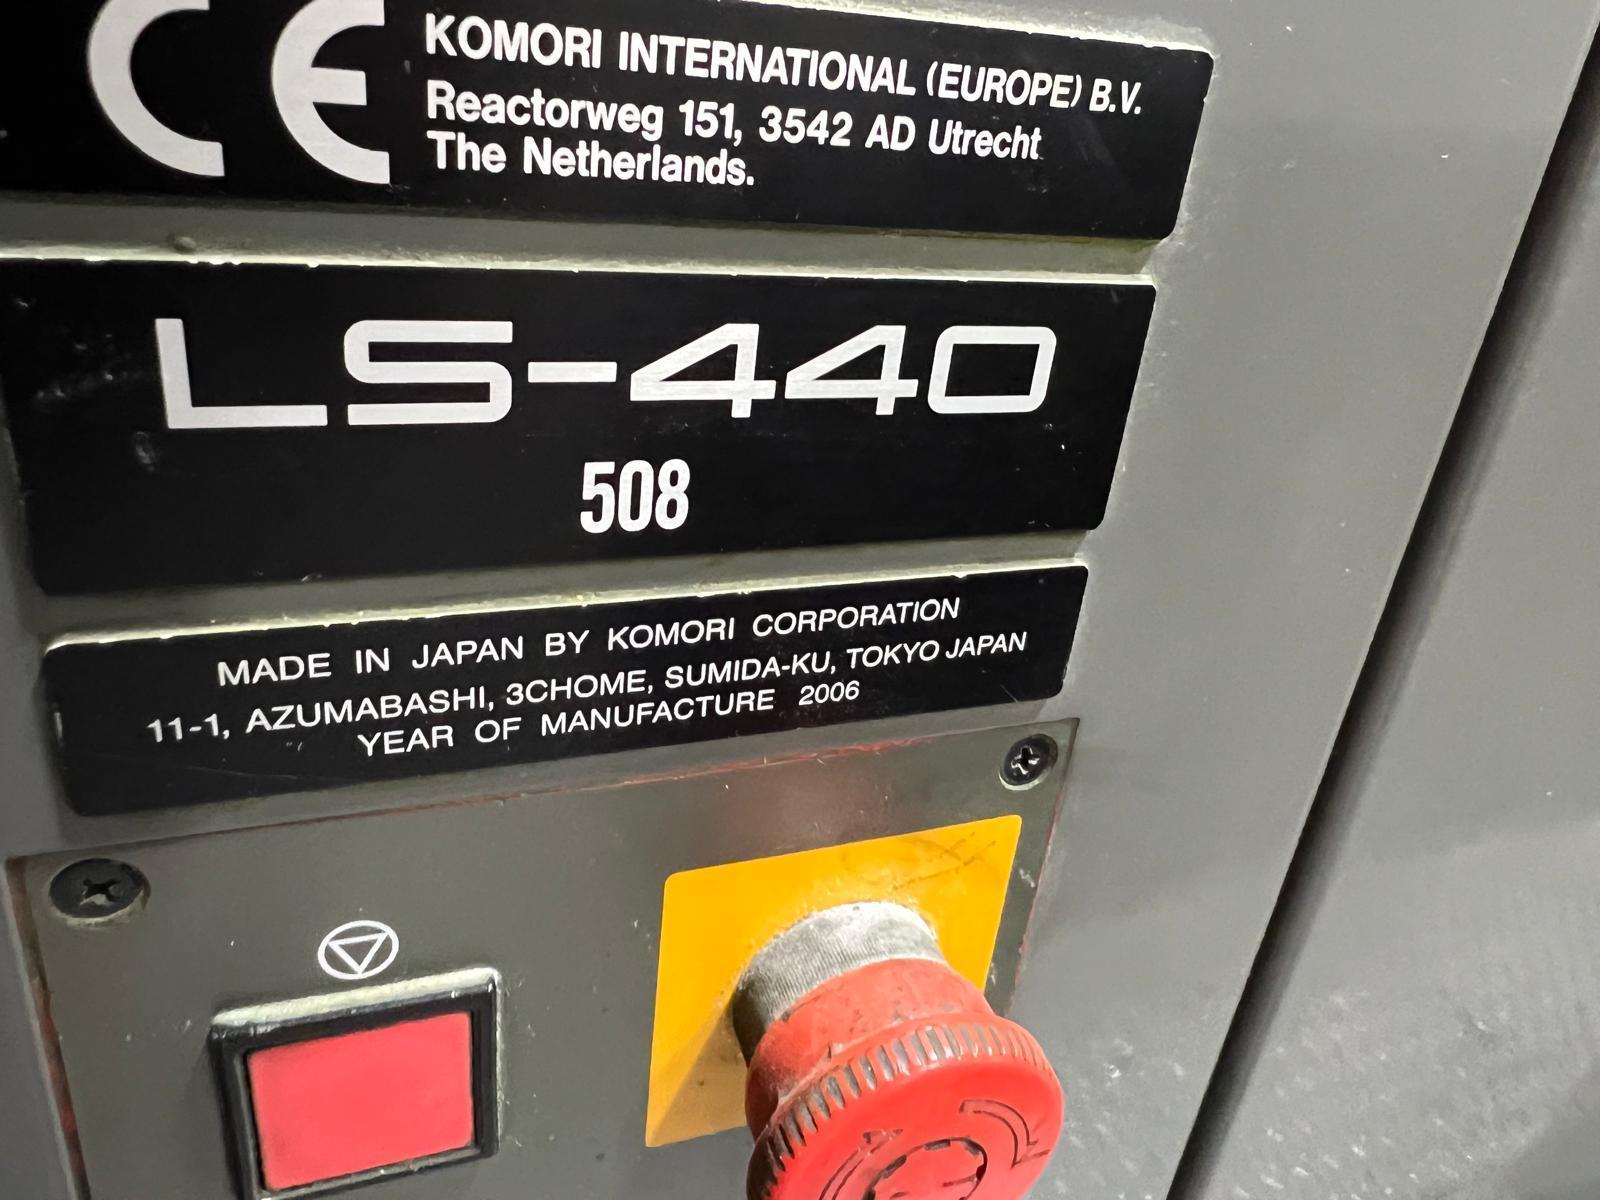 CE
KOMORI INTERNATIONAL (EUROPE) B.V.
Reactorweg 151, 3542 AD Utrecht
The Netherlands.
LS-440
508
MADE IN JAPAN BY KOMORI CORPORATION
11-1, AZUMABASHI, 3CHOME, SUMIDA-KU, TOKYO JAPAN
YEAR OF MANUFACTURE 2006